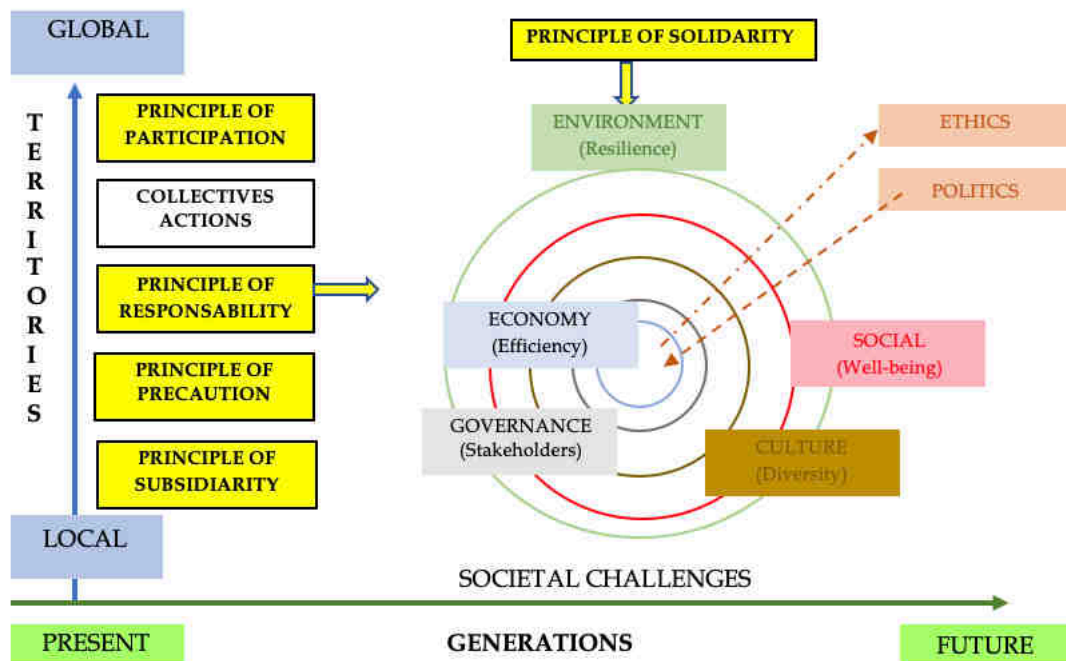 GLOBAL
PRINCIPLE OF SOLIDARITY
TERRITORIES
PRINCIPLE OF
PARTICIPATION
COLLECTIVES
ACTIONS
PRINCIPLE OF
RESPONSABILITY
PRINCIPLE OF
PRECAUTION
PRINCIPLE OF
SUBSIDIARITY
LOCAL
ENVIRONMENT
(Resilience)
ETHICS
POLITICS
ECONOMY
(Efficiency)
SOCIAL
(Well-being)
GOVERNANCE
(Stakeholders)
CULTURE
(Diversity)
SOCIETAL CHALLENGES
PRESENT
GENERATIONS
FUTURE